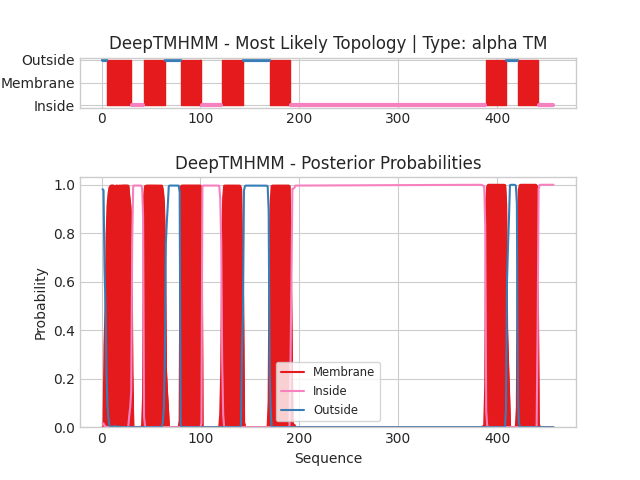 DeepTMHMM - Most Likely Topology | Type: alpha TM
Outside
Membrane
Inside
0 100 200 300 400
DeepTMHMM - Posterior Probabilities
1.0
0.8
0.6
0.4
0.2
0.0
Probability
Membrane
Inside
Outside
0 100 200 300 400
Sequence